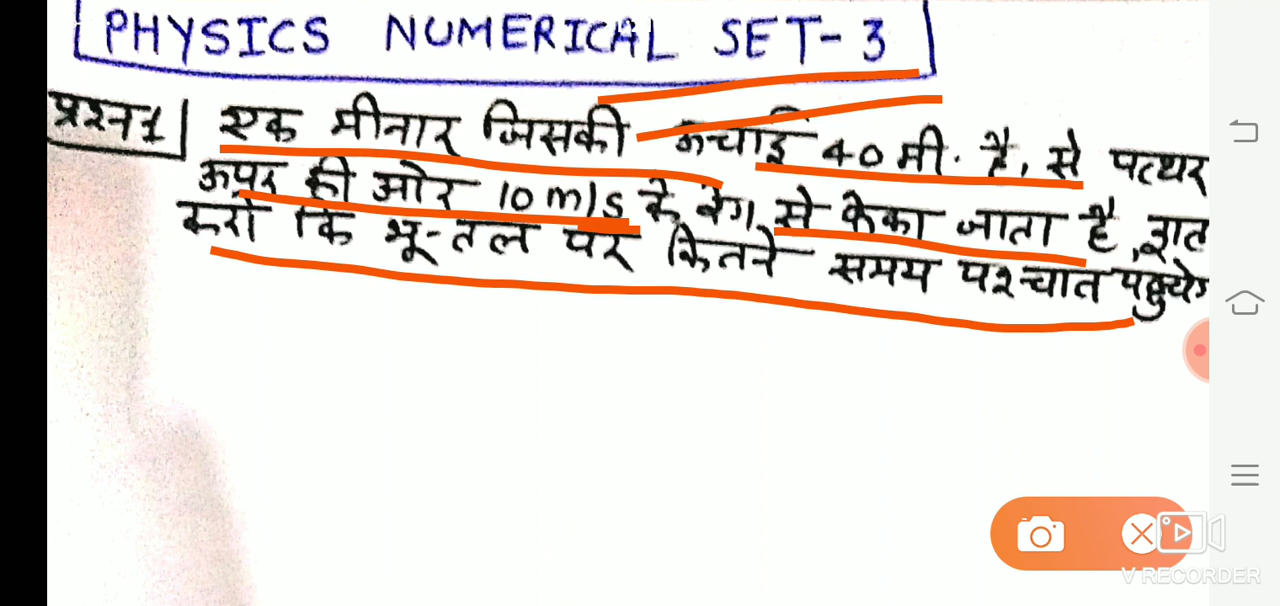 PHYSICS NUMERICAL SET-3
प्रश्न1 एक मीनार जिसकी ऊचाई 40 मी. है, से पत्थर
ऊपर की ओर 10 m/s के वेग से फेका जाता है, ज्ञात
करो कि भू-तल पर कितने समय पश्चात
V RECORDER